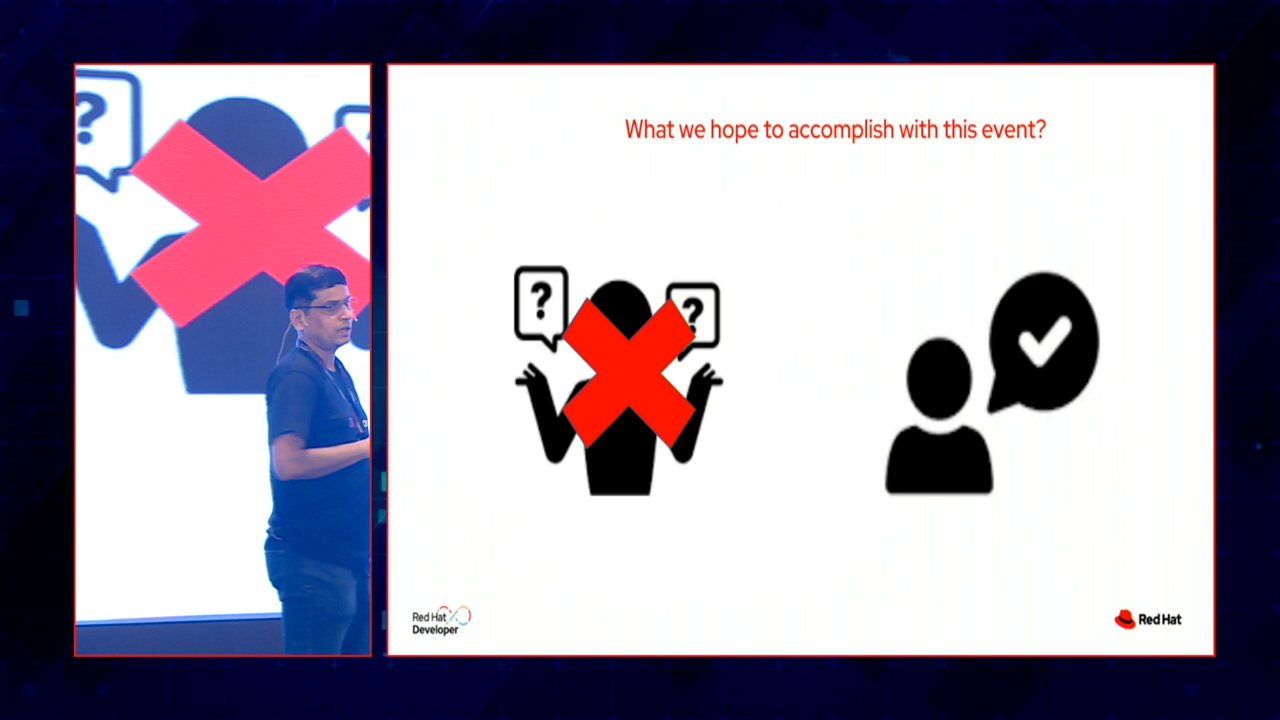 ?
What we hope to accomplish with this event?
?
?
Red Hat
Developer
Red Hat